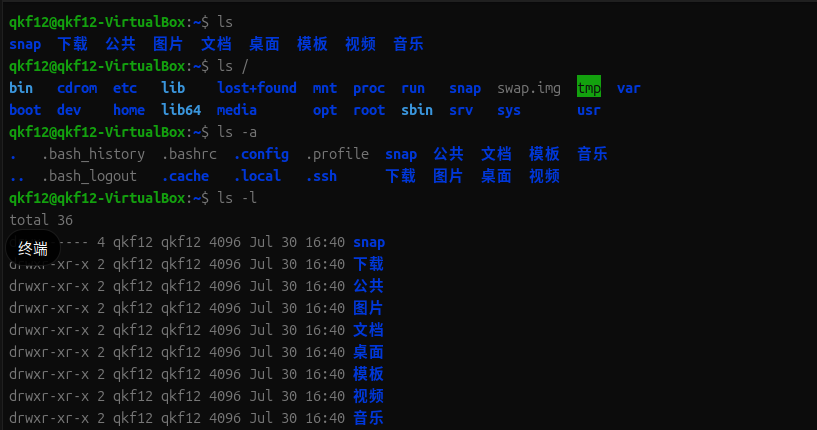 qkf12@qkf12-VirtualBox:~$ ls
snap 下载 公共 图片 文档 桌面 模板 视频 音乐
qkf12@qkf12-VirtualBox:~$ ls /
bin cdrom etc lib lost+found mnt proc run snap swap.img tmp var
boot dev home lib64 media opt root sbin srv sys usr
qkf12@qkf12-VirtualBox:~$ ls -a
. .bash_history .bashrc .config .profile snap 公共 文档 模板 音乐
.. .bash_logout .cache .local .ssh 下载 图片 桌面 视频
qkf12@qkf12-VirtualBox:~$ ls -l
total 36
---- 4 qkf12 qkf12 4096 Jul 30 16:40 snap
终端
drwxr-xr-x 2 qkf12 qkf12 4096 Jul 30 16:40 下载
drwxr-xr-x 2 qkf12 qkf12 4096 Jul 30 16:40 公共
drwxr-xr-x 2 qkf12 qkf12 4096 Jul 30 16:40 图片
drwxr-xr-x 2 qkf12 qkf12 4096 Jul 30 16:40 文档
drwxr-xr-x 2 qkf12 qkf12 4096 Jul 30 16:40 桌面
drwxr-xr-x 2 qkf12 qkf12 4096 Jul 30 16:40 模板
drwxr-xr-x 2 qkf12 qkf12 4096 Jul 30 16:40 视频
drwxr-xr-x 2 qkf12 qkf12 4096 Jul 30 16:40 音乐